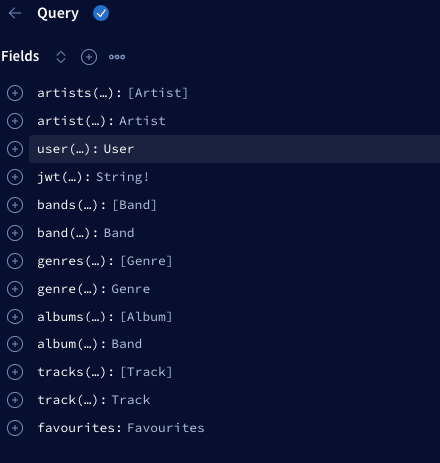 Query
Fields
artists(…): [Artist]
artist(…): Artist
user(…): User
jwt(…): String!
bands(…): [Band]
band(…): Band
genres(…): [Genre]
genre(…): Genre
albums(…): [Album]
album(…): Band
tracks(…): [Track]
track(…): Track
favourites: Favourites